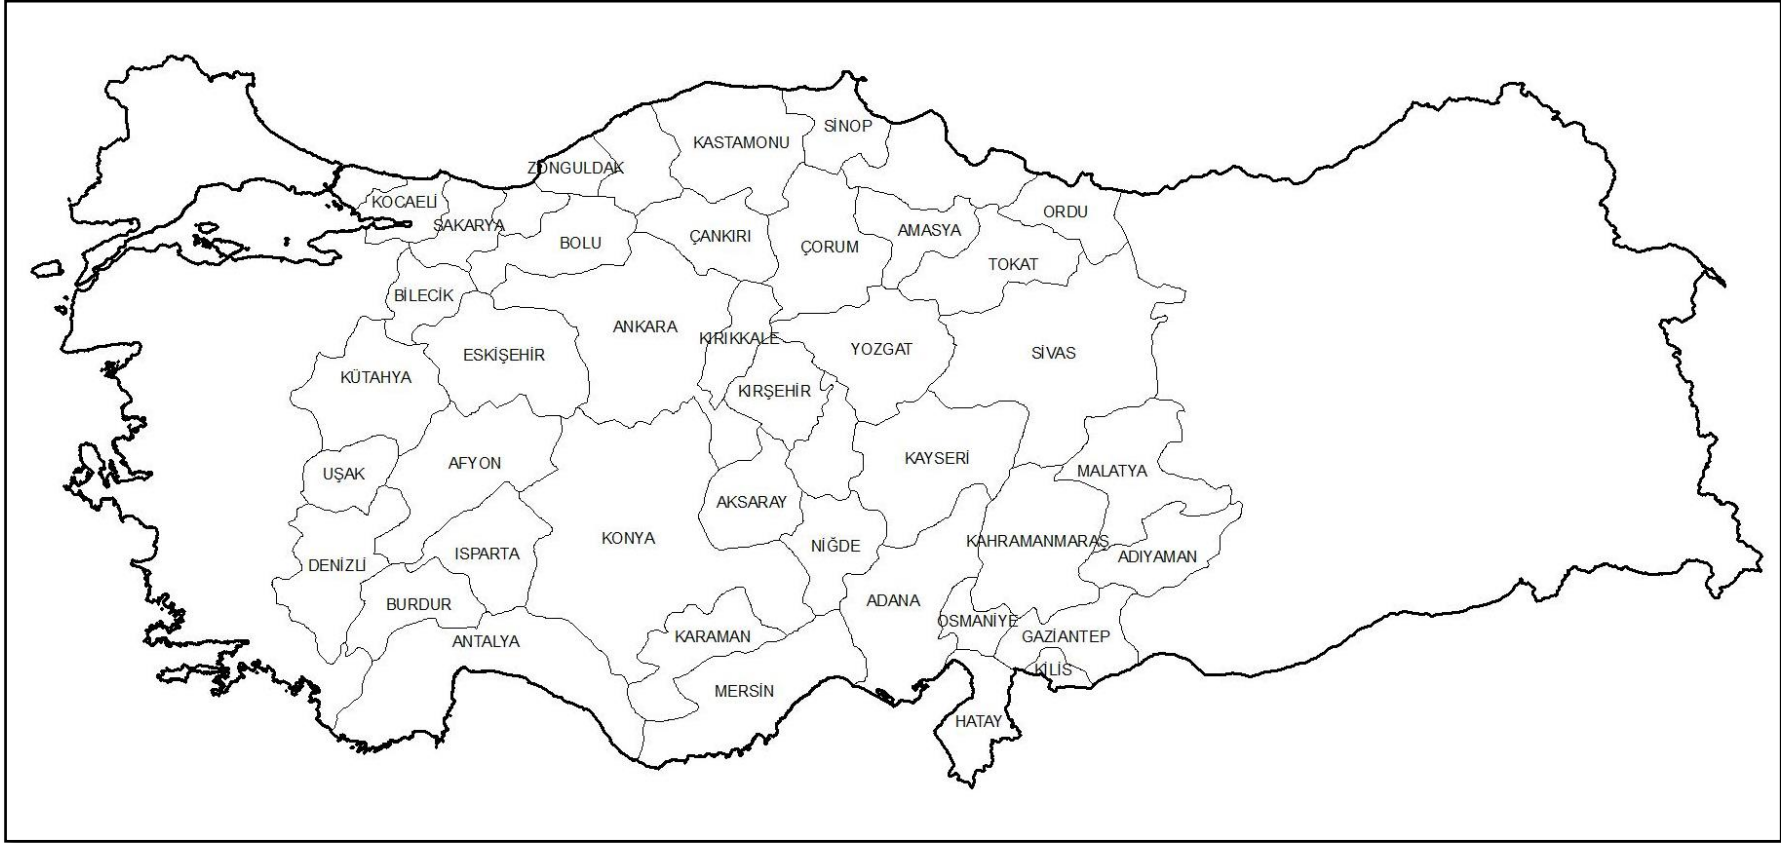 SİNOP
KASTAMONU
ZONGULDAK
KOCAELİ
SAKARYA
BOLU
ÇANKIRI
ÇORUM
AMASYA
ORDU
TOKAT
BİLECİK
ANKARA
KIRIKKALE
ESKİŞEHİR
YOZGAT
SİVAS
KÜTAHYA
KIRŞEHİR
UŞAK
AFYON
KAYSERİ
MALATYA
AKSARAY
KONYA
NİĞDE
KAHRAMANMARAŞ
ADIYAMAN
DENİZLİ
ISPARTA
BURDUR
ADANA
OSMANİYE
ANTALYA
KARAMAN
GAZİANTEP
KİLİS
MERSİN
HATAY